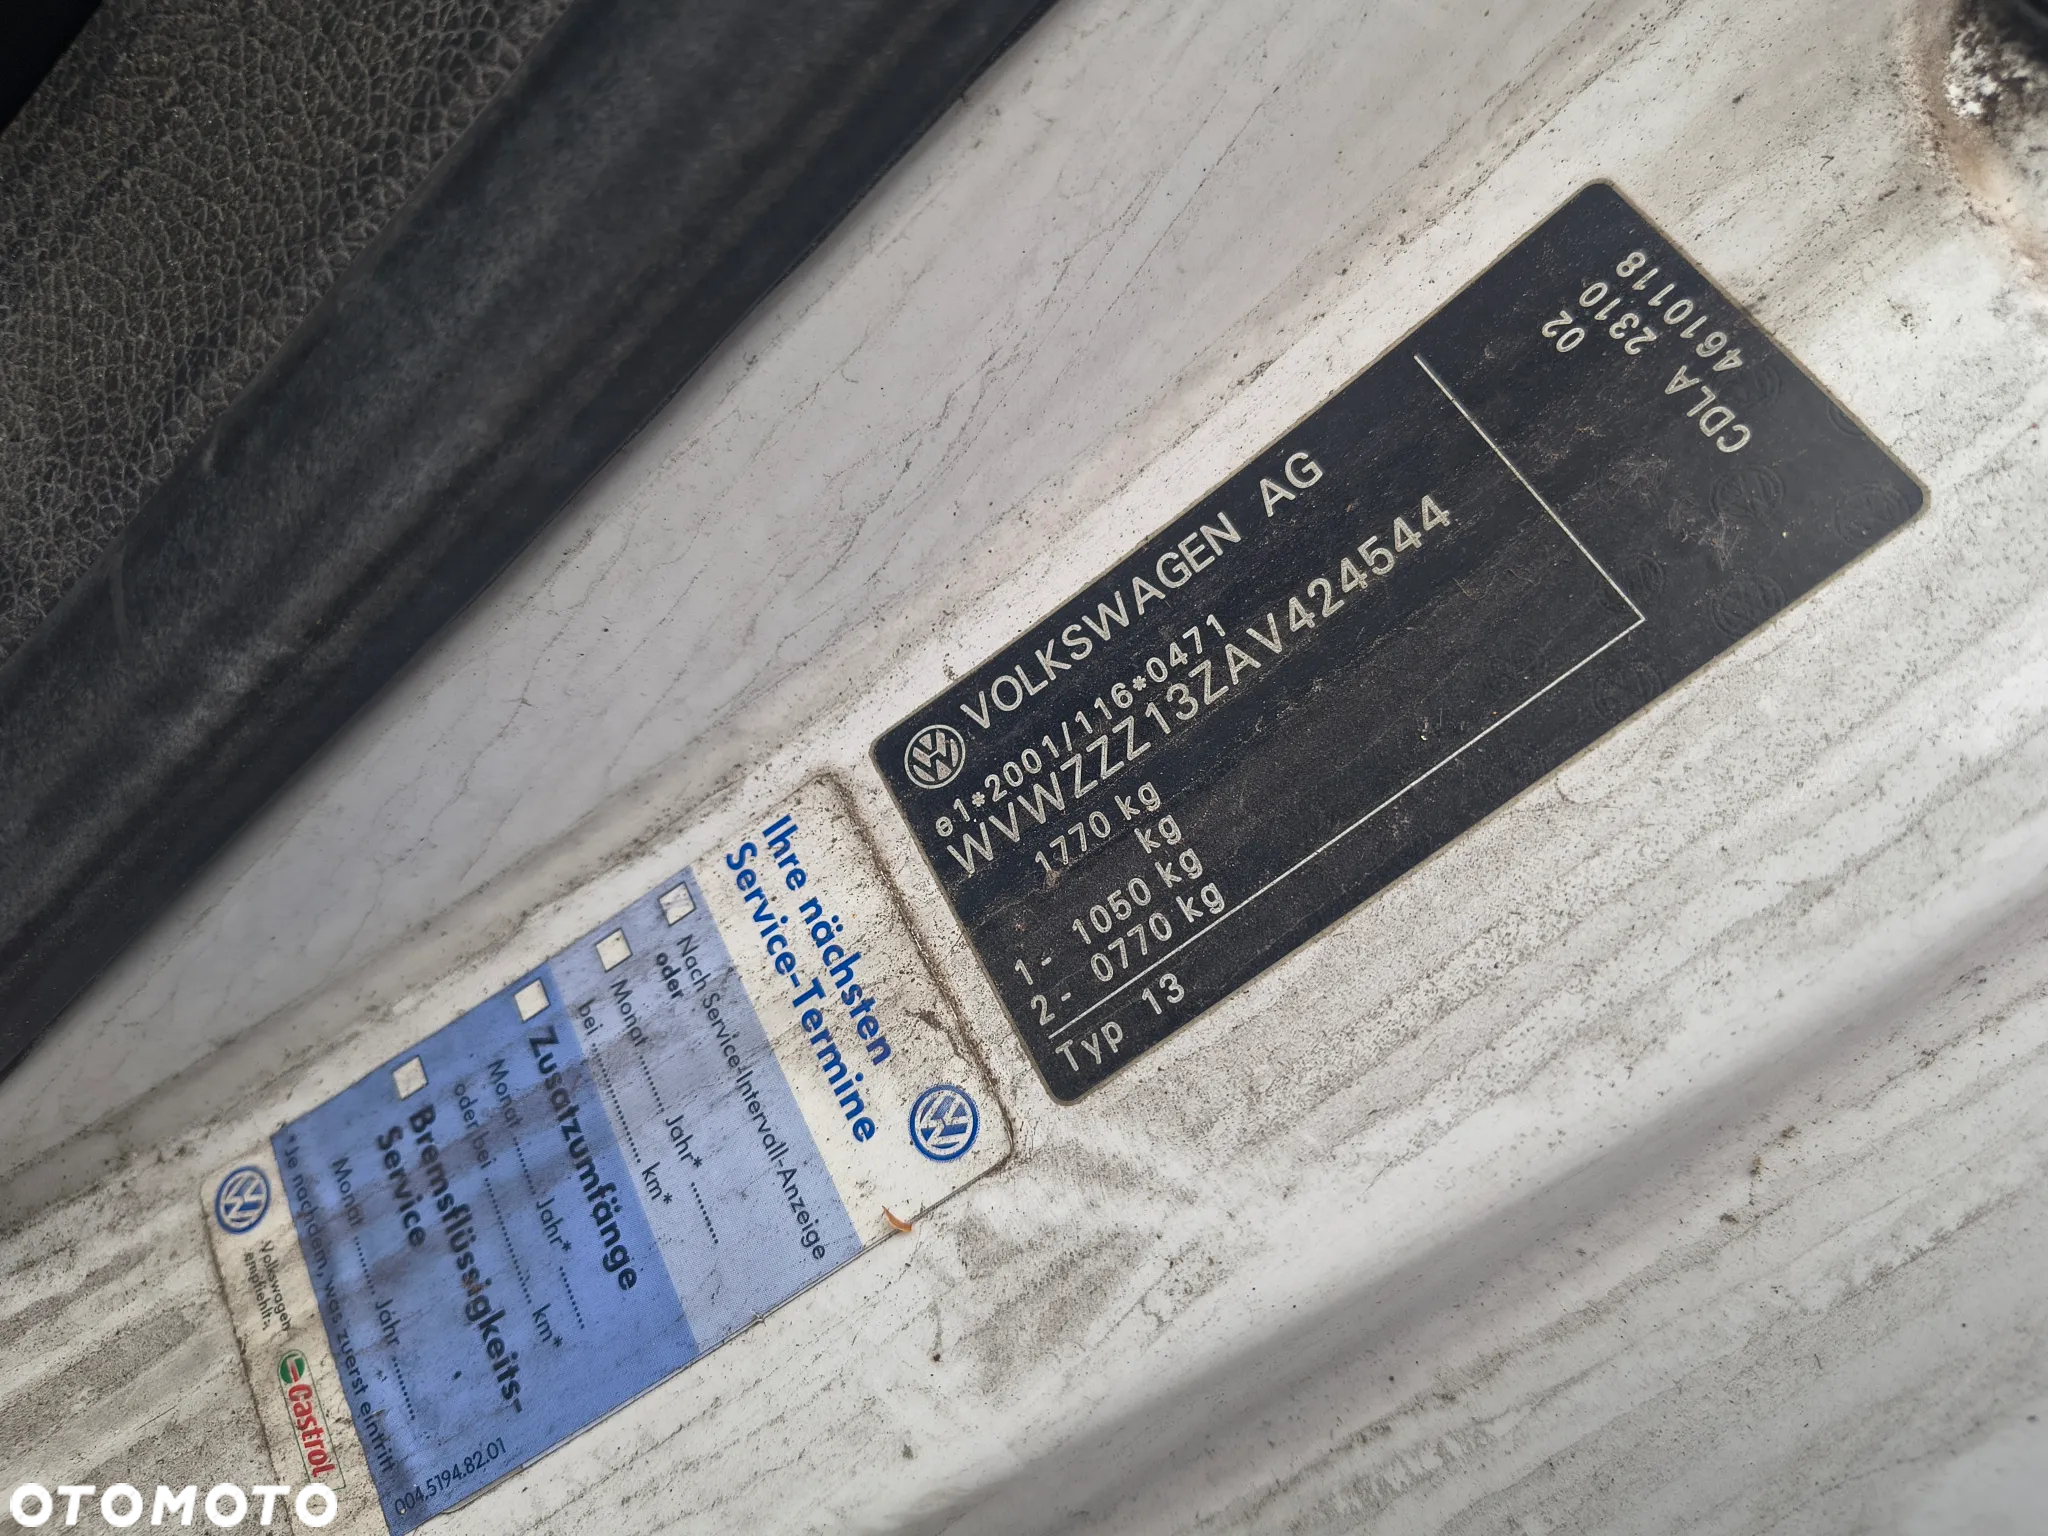 VOLKSWAGEN AG
e1*2001/116*0471
WVWZZZ13ZAV424544
1770 kg
kg
1- 1050 kg
2- 0770 kg
Typ 13
02
2310
4610118
CDLA
Ihre nächsten
Service-Termine
Nach Service-Intervall-Anzeige
oder
Monat ......... Jahr* .........
bei .................... km*
Zusatzumfänge
Monat ......... Jahr* .........
oder bei .................... km*
Bremsflüssigkeits-
Service
Monat ......... Jahr .........
*Je nachdem, was zuerst eintritt
Volkswagen
empfiehlt:
Castrol
004.5194.82.01
OTOMOTO